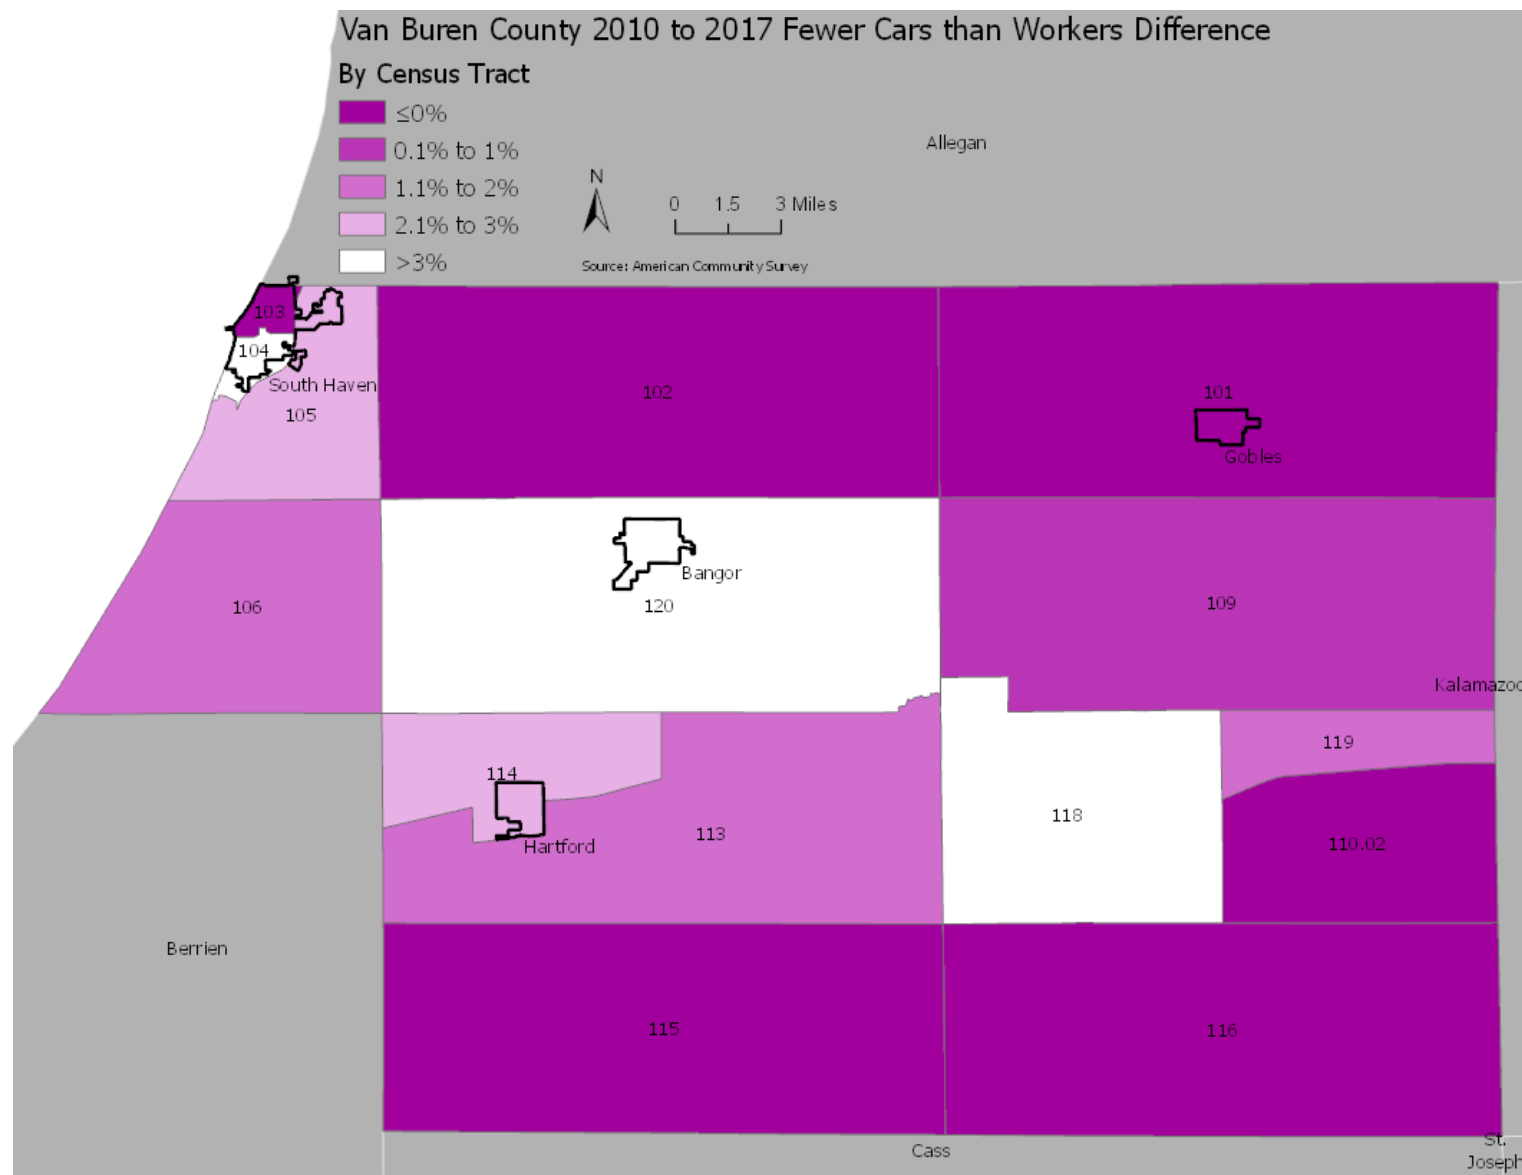 Van Buren County 2010 to 2017 Fewer Cars than Workers Difference
By Census Tract
≤0%
0.1% to 1%
1.1% to 2%
2.1% to 3%
>3%
N
0 1.5 3 Miles
Source: American Community Survey
Allegan
103
104
South Haven
105
102
101
Gobles
Bangor
120
106
109
Kalamazoo
119
114
Hartford
113
118
110.02
Berrien
115
116
Cass
St.
Joseph